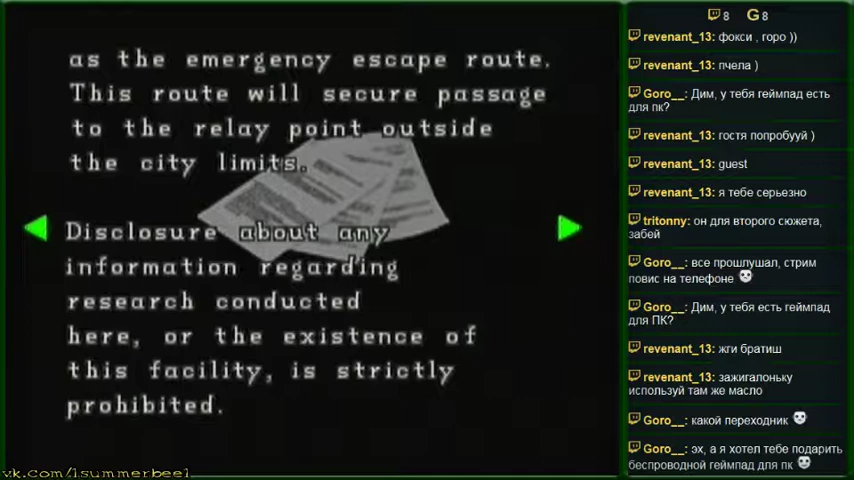 as the emergency escape route.
This route will secure passage
to the relay point outside
the city limits.
Disclosure about any
information regarding
research conducted
here, or the existence of
this facility, is strictly
prohibited.
vk.com/1summerbee1
8 G 8
revenant_13: фокси , горо ))
revenant_13: пчела )
Goro__: Дим, у тебя геймпад есть
для пк?
revenant_13: гостя попробууй )
revenant_13: guest
revenant_13: я тебе серьезно
tritonny: он для второго сюжета,
забей
Goro__: все прошлушал, стрим
повис на телефоне
Goro__: Дим, у тебя есть геймпад
для ПК?
revenant_13: жги братиш
revenant_13: зажигалоньку
используй там же масло
Goro__: какой переходник
Goro__: эх, а я хотел тебе подарить
беспроводной геймпад для пк